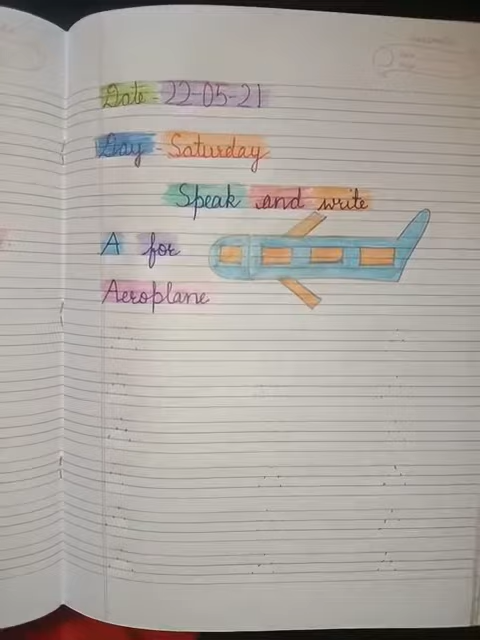 Date - 22-05-21
Day - Saturday
Speak and write
A for
Aeroplane